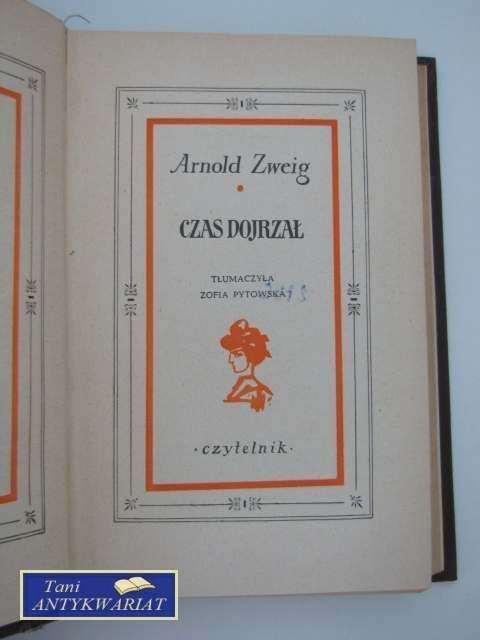 Arnold Zweig
CZAS DOJRZAŁ
TŁUMACZYŁA
ZOFIA PYTOWSKA
·czytelnik·
Tani
ANTYKWARIAT